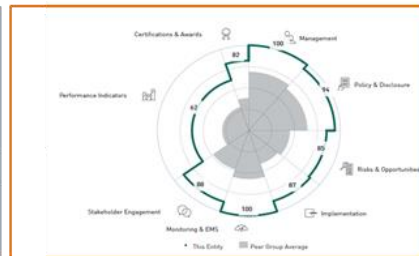 Certifications & Awards
Management
100
82
94
Policy & Disclosure
Performance Indicators
62
85
Risks & Opportunities
88
87
Implementation
100
Stakeholder Engagement
Monitoring & EMS
This Entity
Peer Group Average